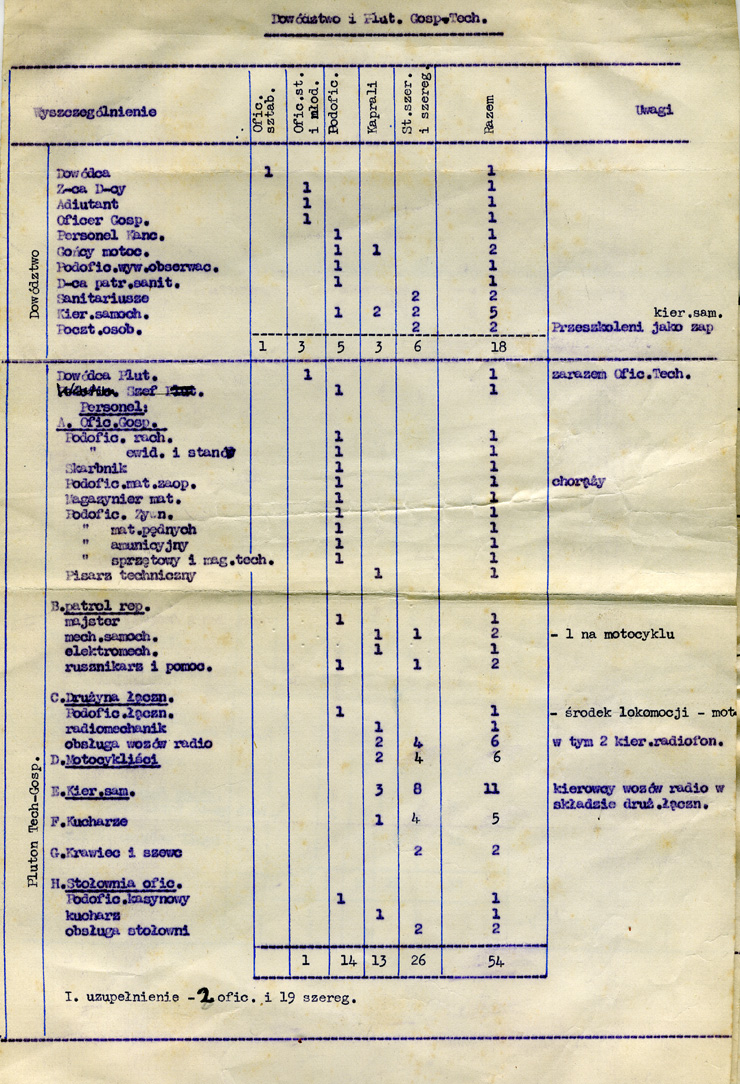 Dowództwo i Plut. Gosp.Tech.
Wyszczególnienie Ofic. sztab. Ofic.st. i młod. Podofic. Kaprali St.szer. i szereg. Razem Uwagi
Dowództwo
Dowódca 1 1
Z-ca D-cy 1 1
Adiutant 1 1
Oficer Gosp. 1 1
Personel Kanc. 1 1
Gońcy motoc. 1 1 2
Podofic.wyw.obserwac. 1 1
D-ca patr.sanit. 1 1
Sanitariusze 2 2
Kier.samoch. 1 2 2 5 kier.sam.
Poczt.osob. 2 2 Przeszkoleni jako zap
1 3 5 3 6 18
Pluton Tech-Gosp.
Dowódca Plut. 1 1 zarazem Ofic.Tech.
Szef Plut. 1 1
Personel:
A. Ofic.Gosp.
Podofic. rach. 1 1
" ewid. i stanów 1 1
Skarbnik 1 1
Podofic.mat.zaop. 1 1 chorąży
Magazynier mat. 1 1
Podofic. Żywn. 1 1
" mat.pędnych 1 1
" amunicyjny 1 1
" sprzętowy i mag.tech. 1 1
Pisarz techniczny 1 1
B.patrol rep.
majster 1 1
mech.samoch. 1 1 2 - 1 na motocyklu
elektromech. 1 1
rusznikarz i pomoc. 1 1 2
C.Drużyna łączn.
Podofic.łączn. 1 1 - środek lokomocji - mot
radiomechanik 1 1
obsługa wozów radio 2 4 6 w tym 2 kier.radiofon.
D.Motocykliści 2 4 6
E.Kier.sam. 3 8 11 kierowcy wozów radio w
składzie druż.łączn.
F.Kucharze 1 4 5
G.Krawiec i szewc 2 2
H.Stołownia ofic.
Podofic.kasynowy 1 1
kucharz 1 1
obsługa stołowni 2 2
1 14 13 26 54
I. uzupełnienie - 2 ofic. i 19 szereg.